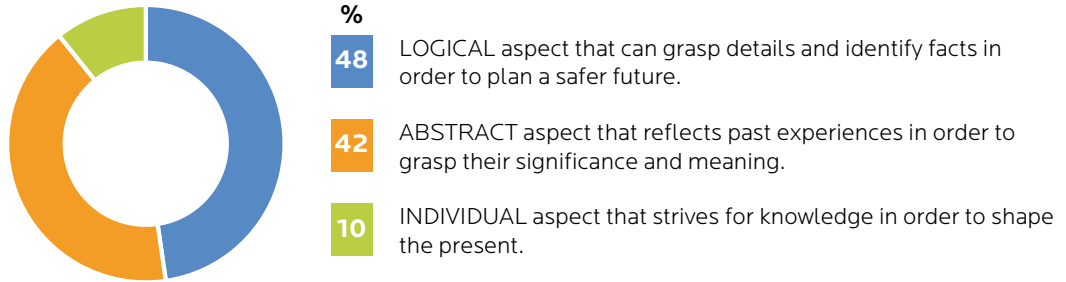 %
48 LOGICAL aspect that can grasp details and identify facts in
order to plan a safer future.
42 ABSTRACT aspect that reflects past experiences in order to
grasp their significance and meaning.
10 INDIVIDUAL aspect that strives for knowledge in order to shape
the present.